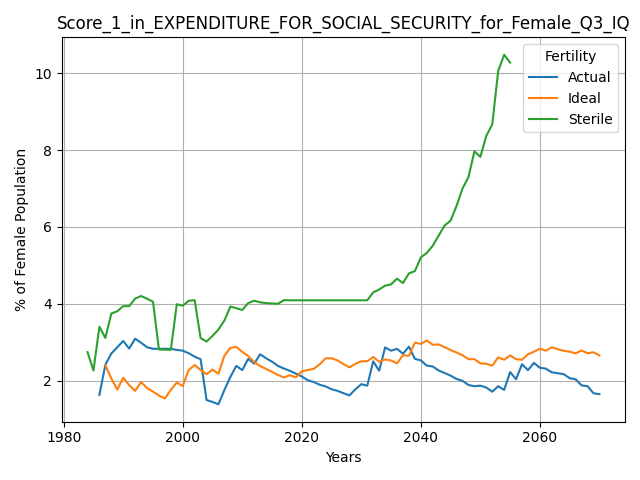 Score_1_in_EXPENDITURE_FOR_SOCIAL_SECURITY_for_Female_Q3_IQ
Fertility
Actual
Ideal
Sterile
% of Female Population
10
8
6
4
2
1980 2000 2020 2040 2060
Years